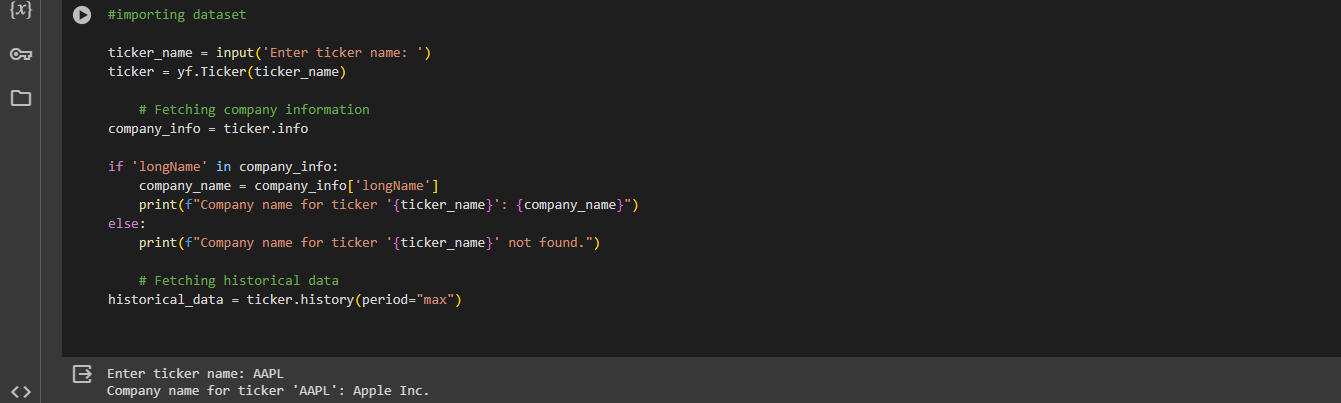 {x}
#importing dataset
ticker_name = input('Enter ticker name: ')
ticker = yf.Ticker(ticker_name)
    # Fetching company information
company_info = ticker.info
if 'longName' in company_info:
    company_name = company_info['longName']
    print(f"Company name for ticker '{ticker_name}': {company_name}")
else:
    print(f"Company name for ticker '{ticker_name}' not found.")
    # Fetching historical data
historical_data = ticker.history(period="max")
Enter ticker name: AAPL
Company name for ticker 'AAPL': Apple Inc.